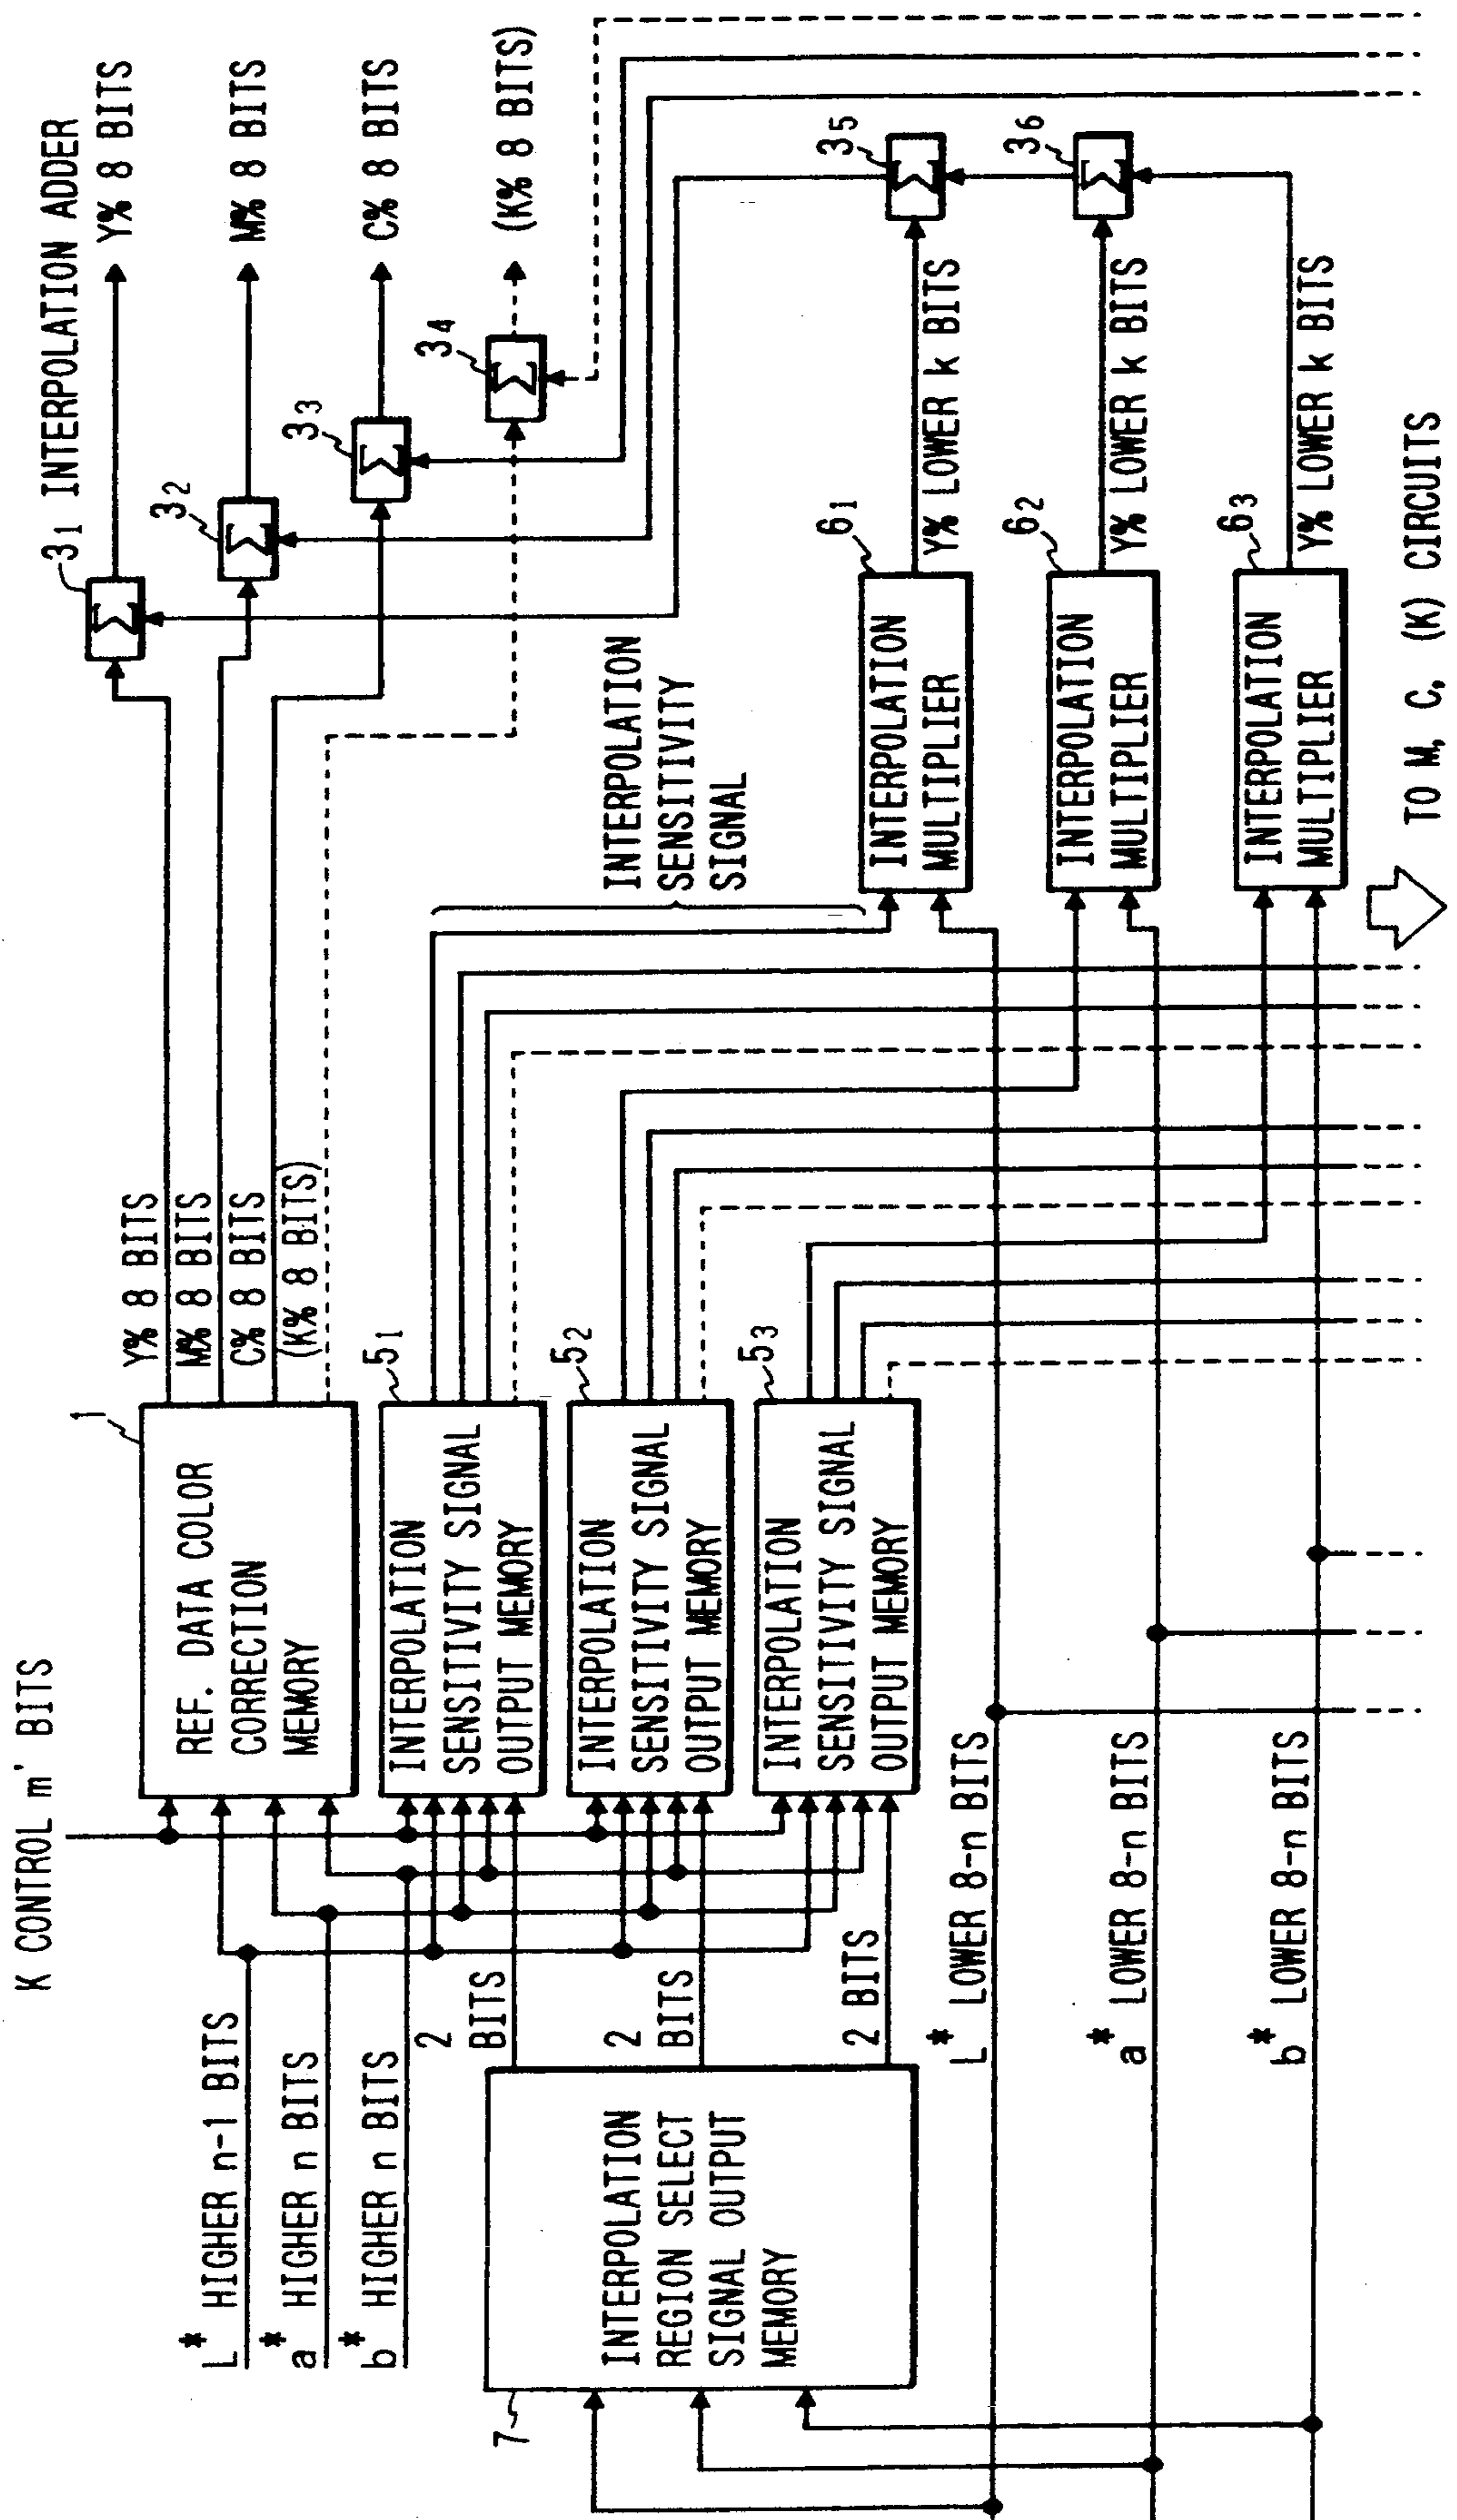 K CONTROL m' BITS
L* HIGHER n-1 BITS
a* HIGHER n BITS
b* HIGHER n BITS
1
REF. DATA COLOR
CORRECTION
MEMORY
Y% 8 BITS
M% 8 BITS
C% 8 BITS
(K% 8 BITS)
31 INTERPOLATION ADDER
Σ
Y% 8 BITS
32
Σ
M% 8 BITS
33
Σ
C% 8 BITS
34
Σ
(K% 8 BITS)
7
INTERPOLATION
REGION SELECT
SIGNAL OUTPUT
MEMORY
2
BITS
2
BITS
2 BITS
51
INTERPOLATION
SENSITIVITY SIGNAL
OUTPUT MEMORY
52
INTERPOLATION
SENSITIVITY SIGNAL
OUTPUT MEMORY
53
INTERPOLATION
SENSITIVITY SIGNAL
OUTPUT MEMORY
INTERPOLATION
SENSITIVITY
SIGNAL
61
INTERPOLATION
MULTIPLIER
Y% LOWER k BITS
35
Σ
62
INTERPOLATION
MULTIPLIER
Y% LOWER k BITS
36
Σ
63
INTERPOLATION
MULTIPLIER
Y% LOWER k BITS
L* LOWER 8-n BITS
a* LOWER 8-n BITS
b* LOWER 8-n BITS
TO M, C, (K) CIRCUITS